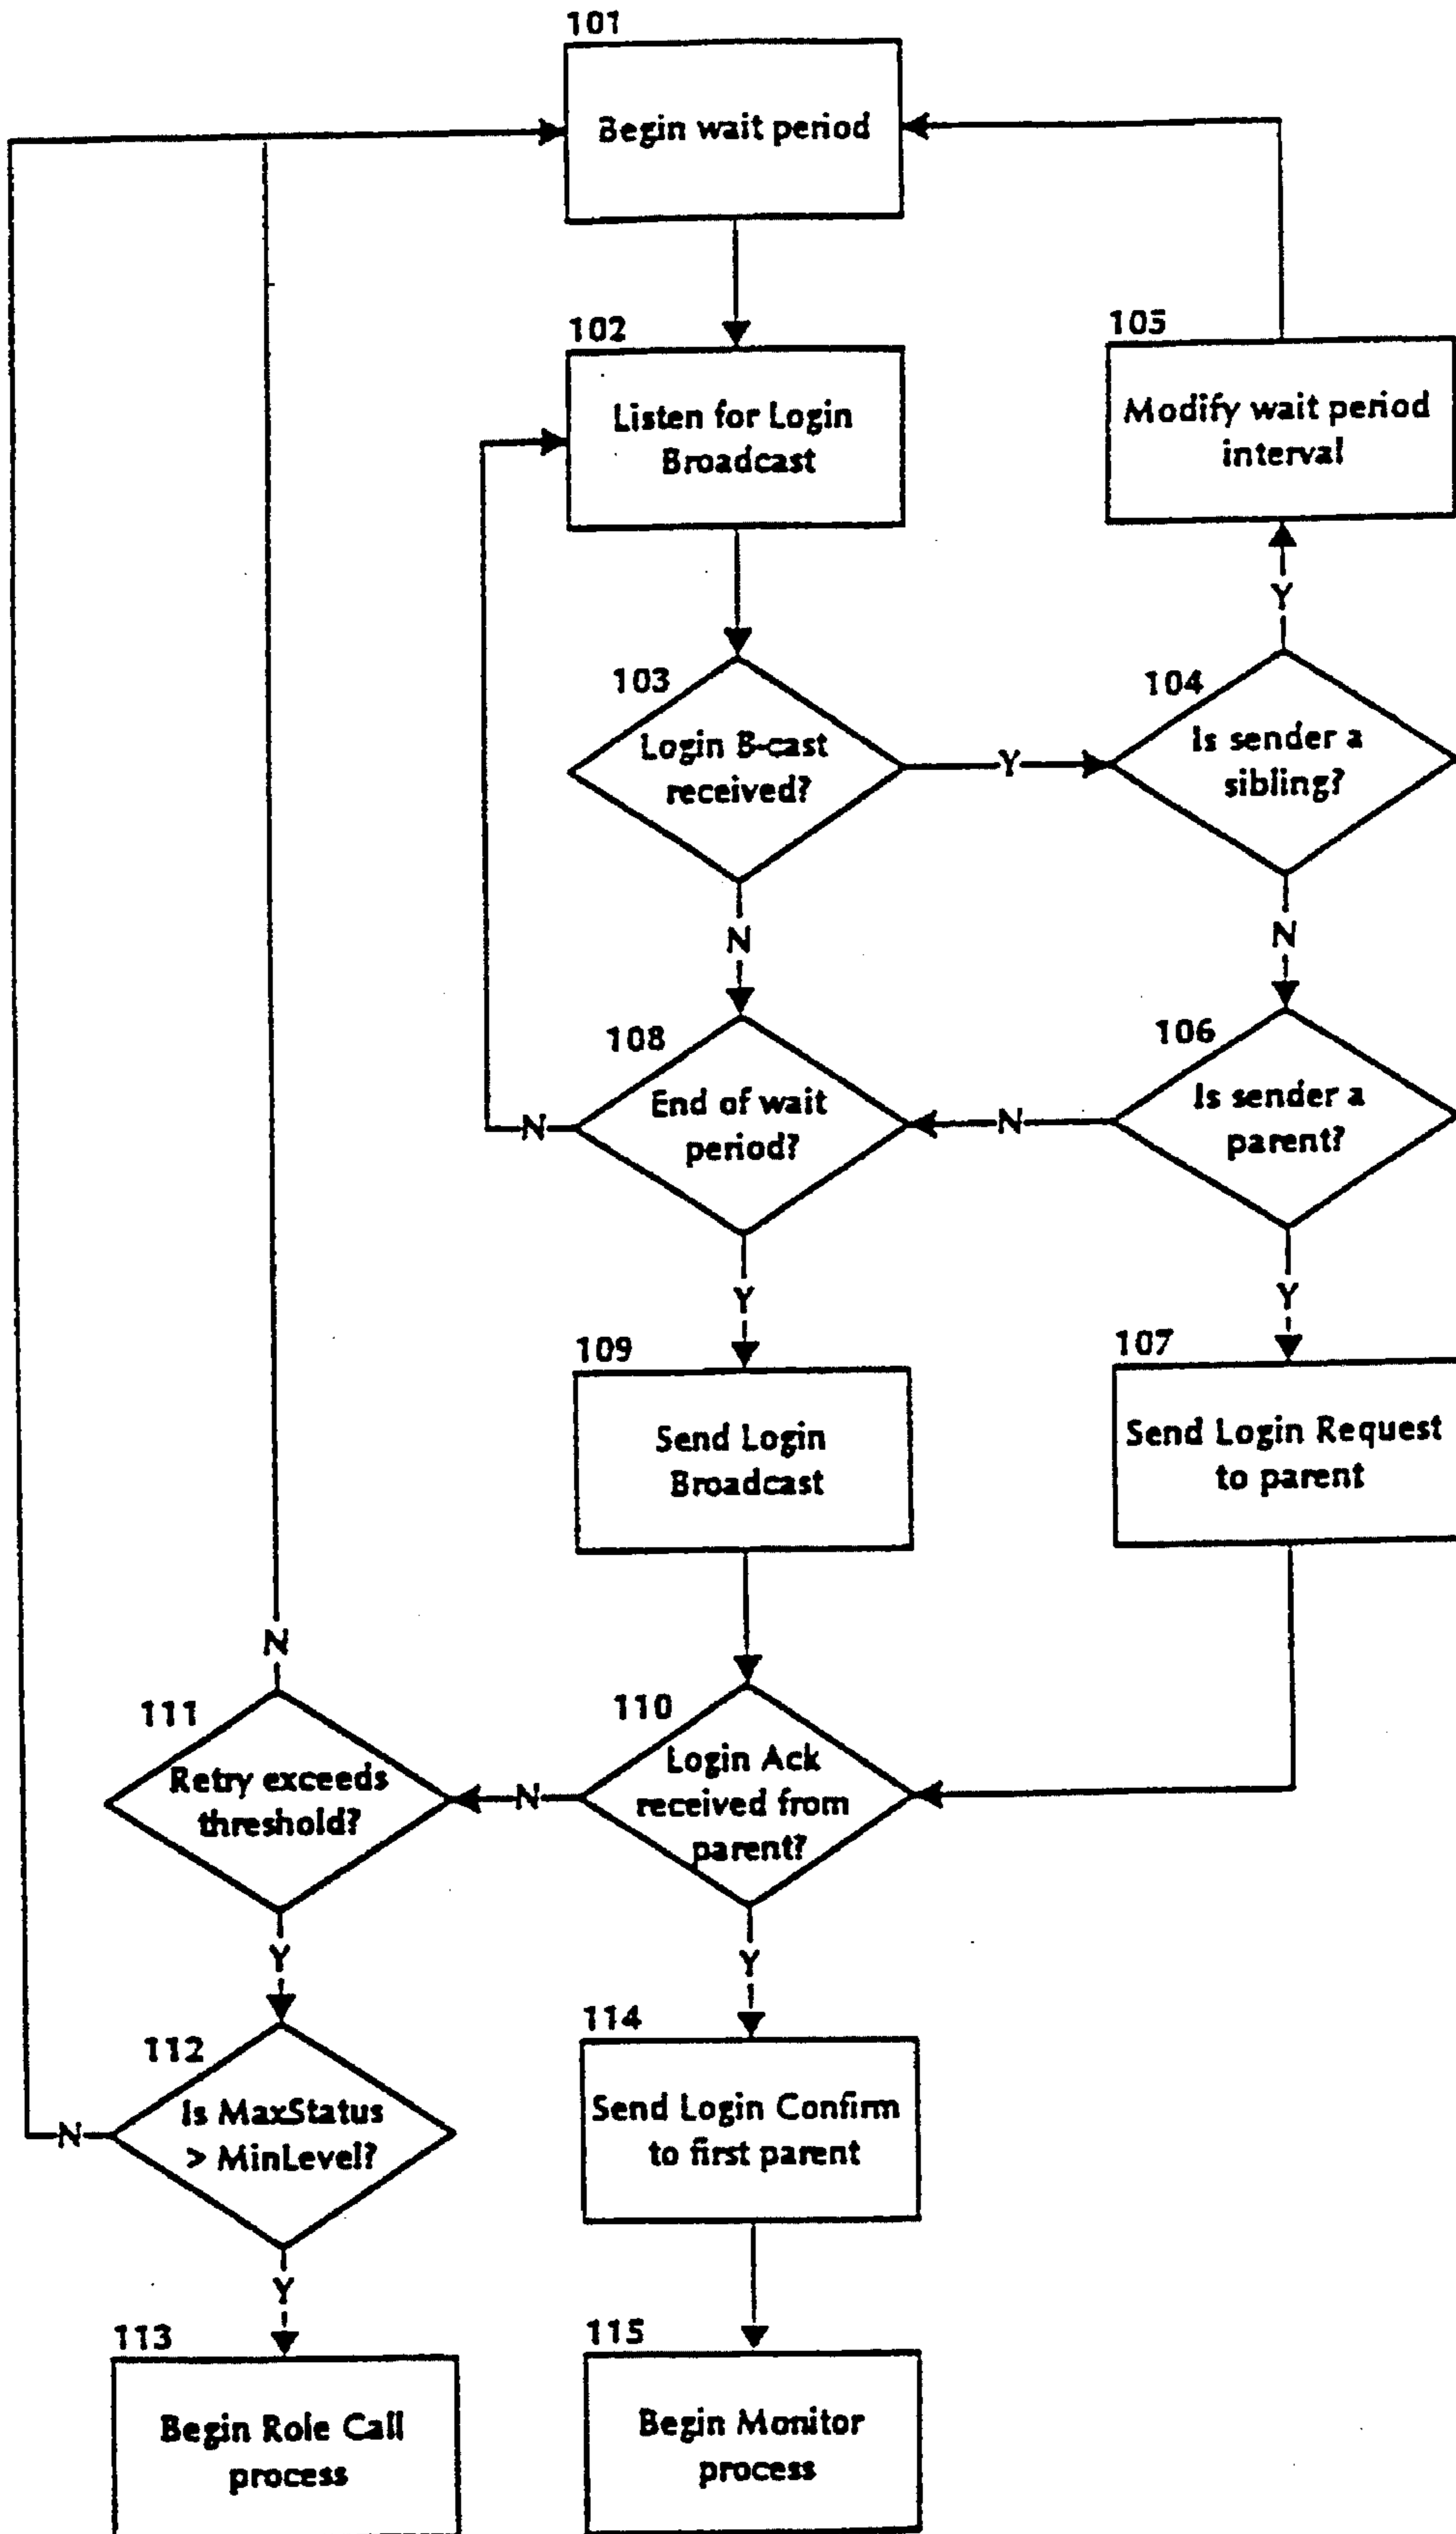 101
Begin wait period
102
Listen for Login
Broadcast
105
Modify wait period
interval
Y
103
Login B-cast
received?
Y
104
Is sender a
sibling?
N
N
108
End of wait
period?
N
N
106
Is sender a
parent?
Y
Y
109
Send Login
Broadcast
107
Send Login Request
to parent
N
111
Retry exceeds
threshold?
N
110
Login Ack
received from
parent?
Y
Y
112
Is MaxStatus
> MinLevel?
N
114
Send Login Confirm
to first parent
Y
113
Begin Role Call
process
115
Begin Monitor
process